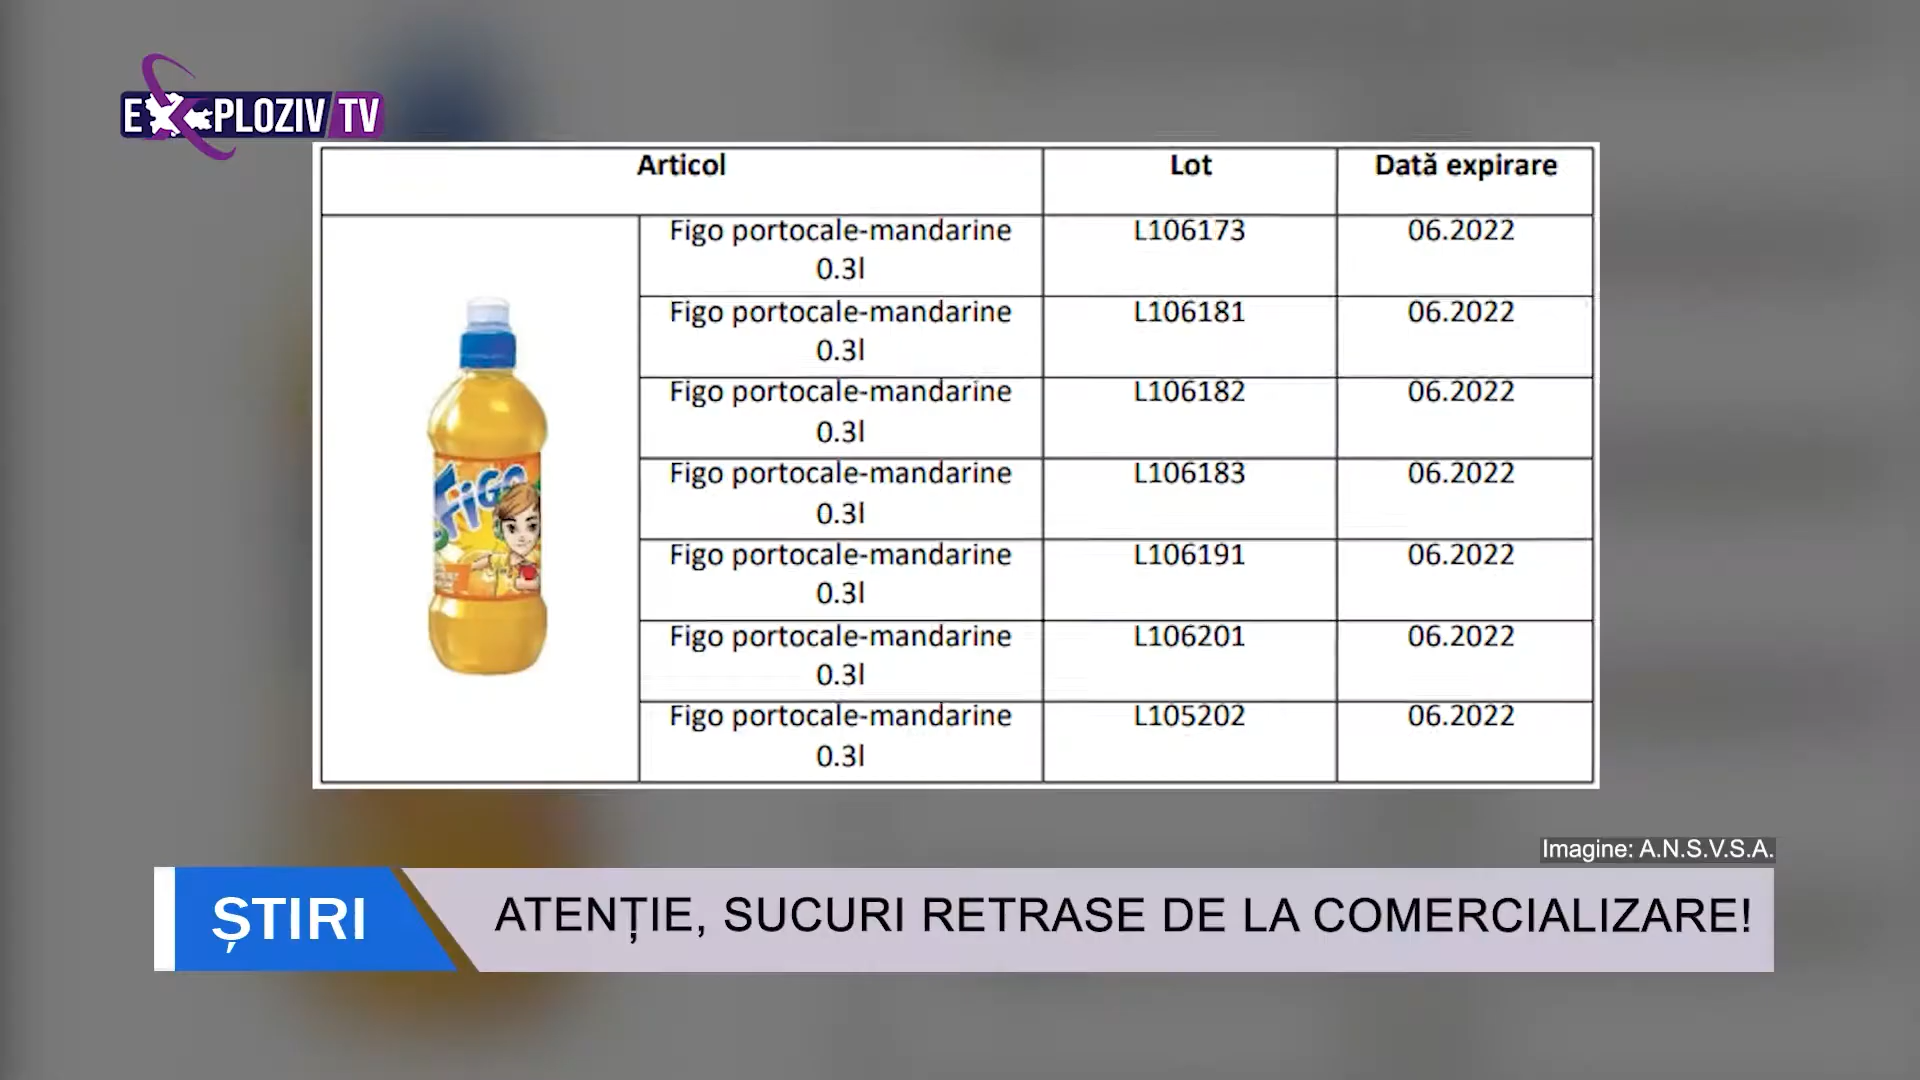 EXPLOZIV TV
Articol Lot Dată expirare
Figo portocale-mandarine L106173 06.2022
0.3l
Figo portocale-mandarine L106181 06.2022
0.3l
Figo portocale-mandarine L106182 06.2022
0.3l
Figo portocale-mandarine L106183 06.2022
0.3l
Figo portocale-mandarine L106191 06.2022
0.3l
Figo portocale-mandarine L106201 06.2022
0.3l
Figo portocale-mandarine L105202 06.2022
0.3l
Figo
Imagine: A.N.S.V.S.A.
ȘTIRI ATENȚIE, SUCURI RETRASE DE LA COMERCIALIZARE!